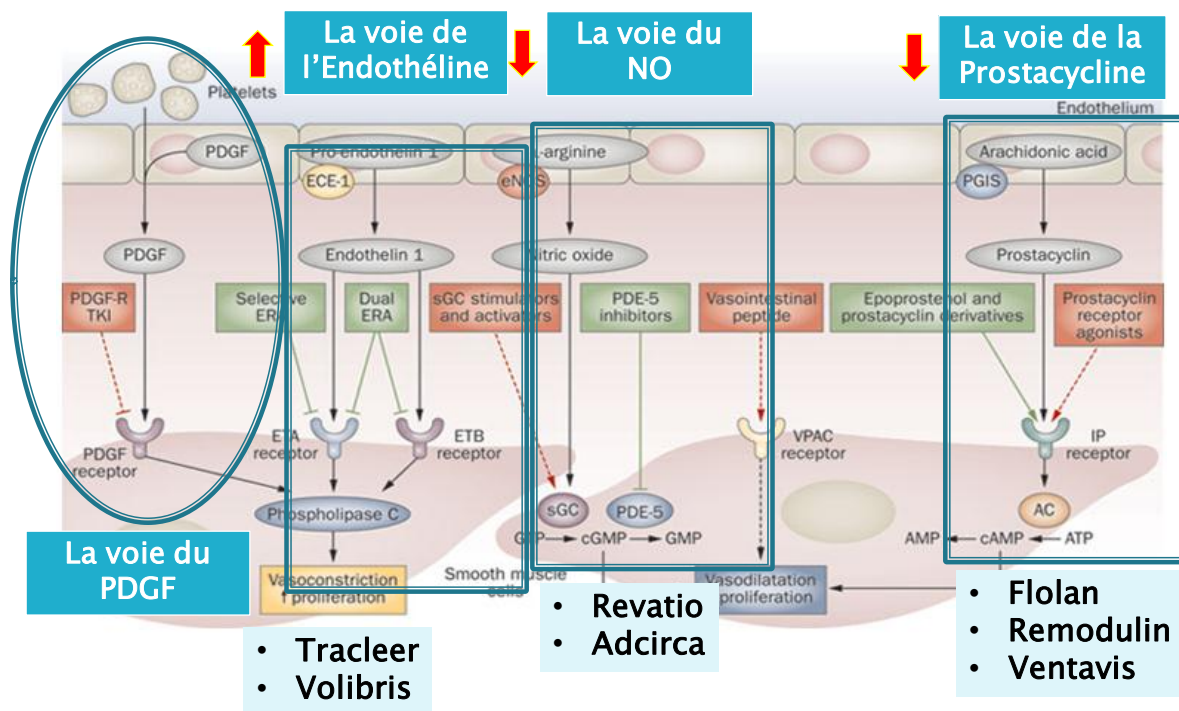 La voie de
l'Endothéline
La voie du
NO
La voie de la
Prostacycline
Platelets
Endothelium
PDGF
Pro-endothelin 1
L-arginine
Arachidonic acid
ECE-1
eNOS
PGIS
PDGF
Endothelin 1
Nitric oxide
Prostacyclin
PDGF-R
TKI
Selective
ERA
Dual
ERA
sGC stimulators
and activators
PDE-5
inhibitors
Vasointestinal
peptide
Epoprostenol and
prostacyclin derivatives
Prostacyclin
receptor
agonists
PDGF
receptor
ETA
receptor
ETB
receptor
VPAC
receptor
IP
receptor
Phospholipase C
sGC
PDE-5
AC
GTP cGMP GMP
AMP cAMP ATP
La voie du
PDGF
Vasoconstriction
↑ proliferation
Smooth muscle
cells
Vasodilatation
proliferation
• Tracleer
• Volibris
• Revatio
• Adcirca
• Flolan
• Remodulin
• Ventavis